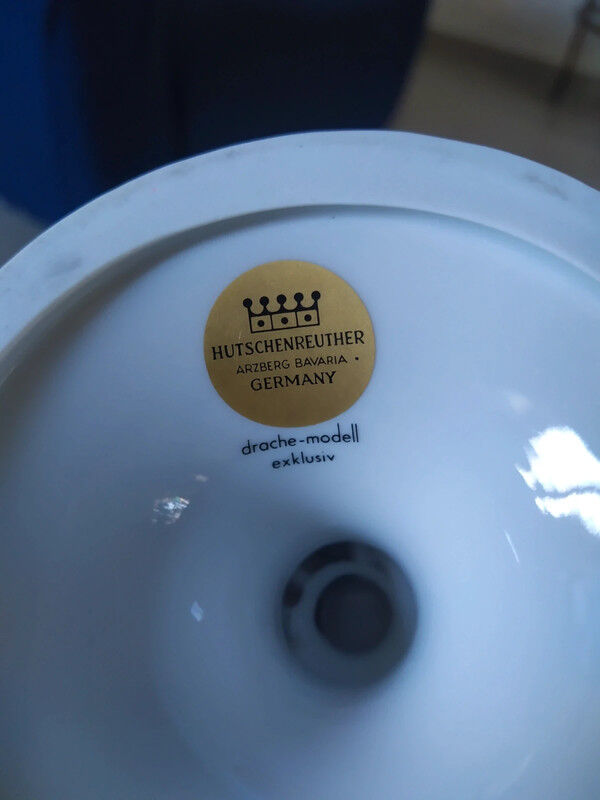 HUTSCHENREUTHER
ARZBERG BAVARIA •
GERMANY
drache-modell
exklusiv